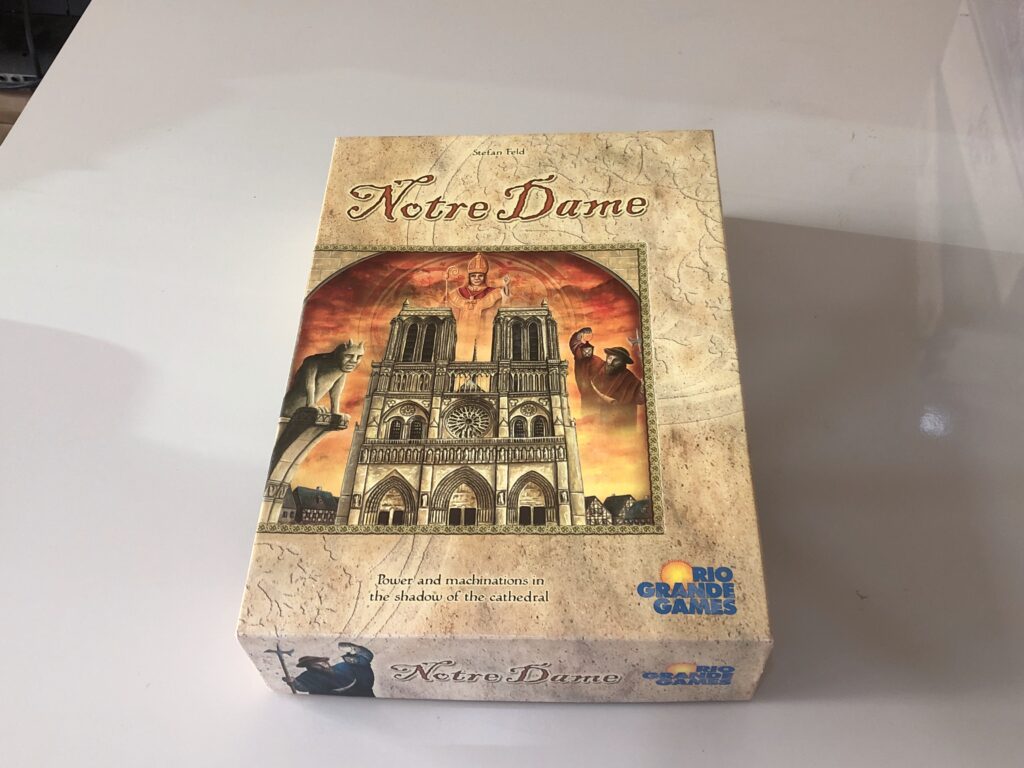 Stefan Feld
Notre Dame
Power and machinations in
the shadow of the cathedral
RIO
GRANDE
GAMES
Notre Dame
RIO
GRANDE
GAMES